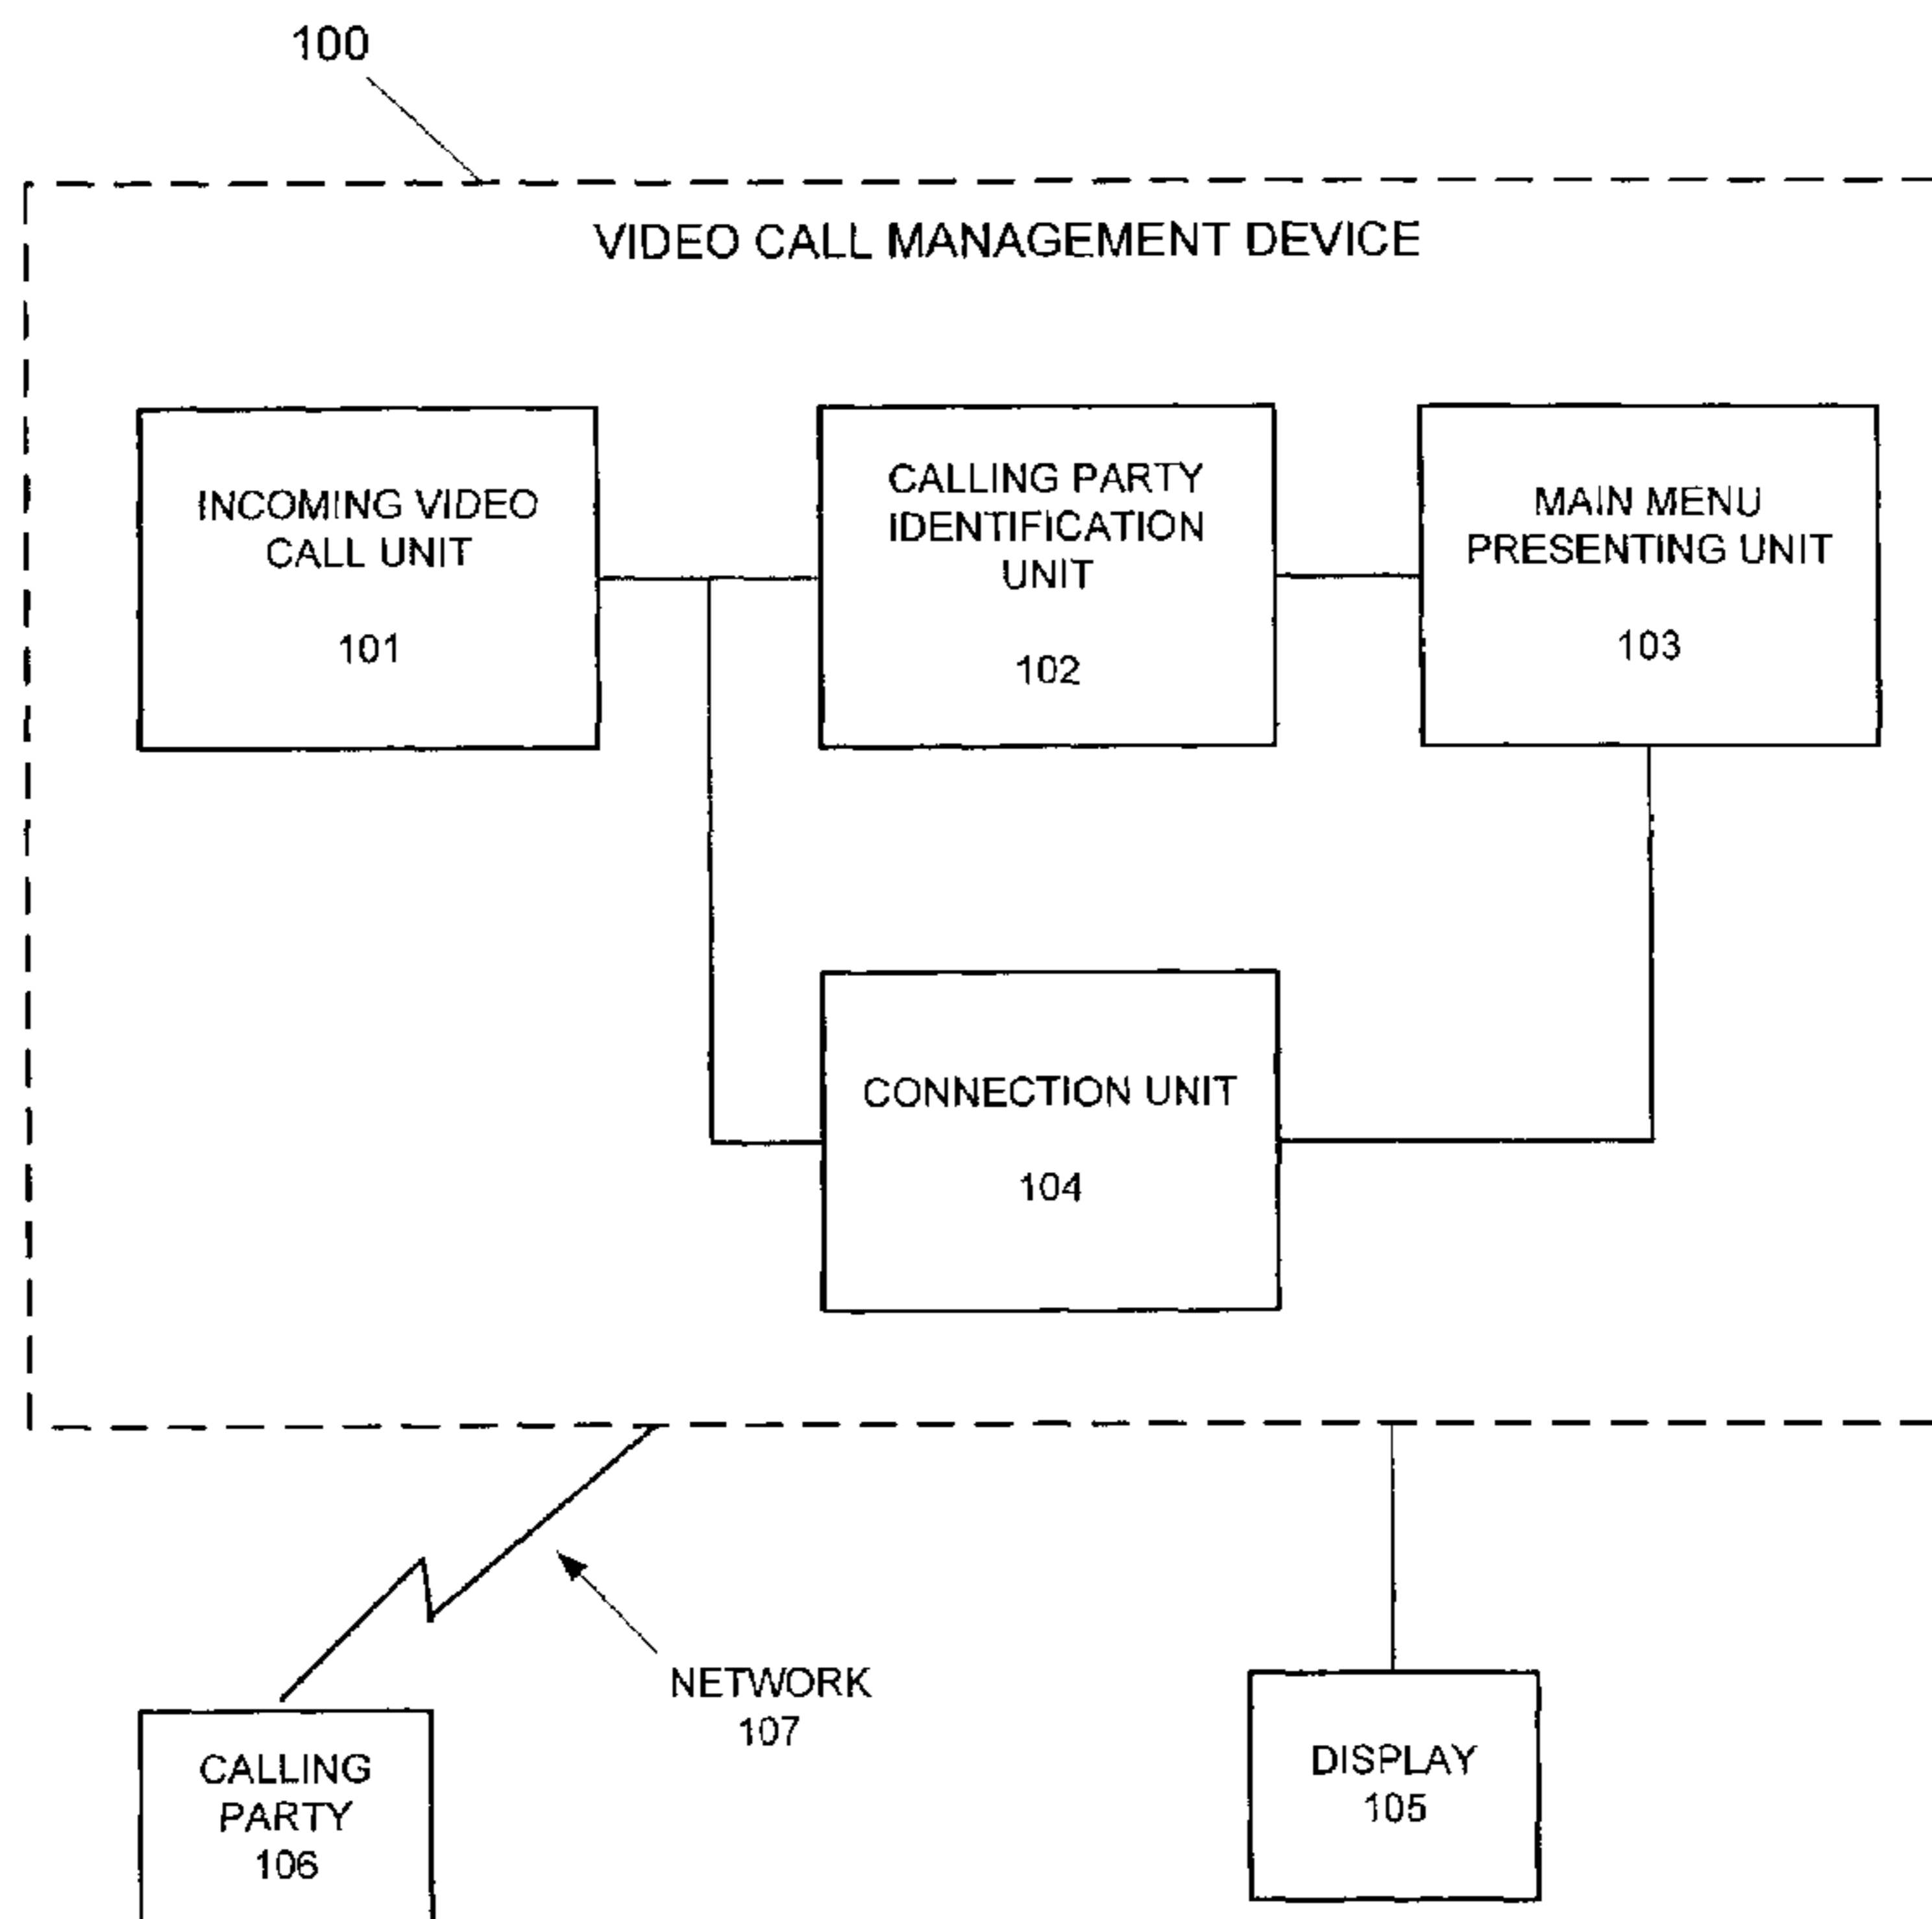 100
VIDEO CALL MANAGEMENT DEVICE
INCOMING VIDEO
CALL UNIT
101
CALLING PARTY
IDENTIFICATION
UNIT
102
MAIN MENU
PRESENTING UNIT
103
CONNECTION UNIT
104
NETWORK
107
CALLING
PARTY
106
DISPLAY
105